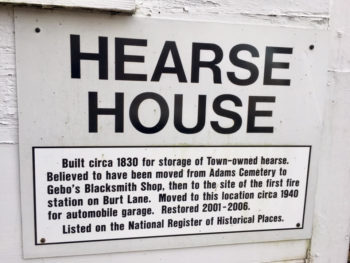 HEARSE
HOUSE
Built circa 1830 for storage of Town-owned hearse.
Believed to have been moved from Adams Cemetery to
Gebo's Blacksmith Shop, then to the site of the first fire
station on Burt Lane. Moved to this location circa 1940
for automobile garage. Restored 2001-2006.
Listed on the National Register of Historical Places.